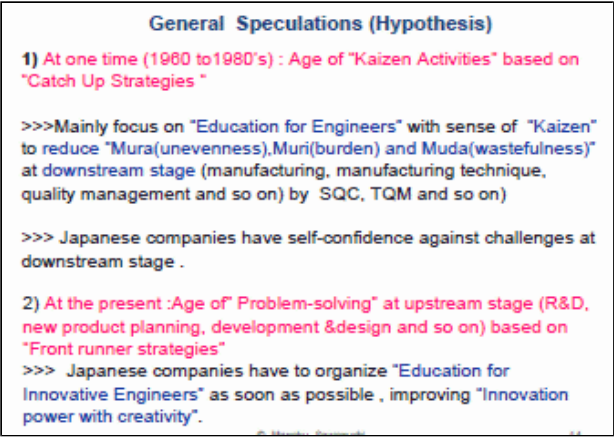 General Speculations (Hypothesis)
1) At one time (1960 to1980's) : Age of "Kaizen Activities" based on
"Catch Up Strategies "
>>>Mainly focus on "Education for Engineers" with sense of "Kaizen"
to reduce "Mura(unevenness),Muri(burden) and Muda(wastefulness)"
at downstream stage (manufacturing, manufacturing technique,
quality management and so on) by SQC, TQM and so on)
>>> Japanese companies have self-confidence against challenges at
downstream stage .
2) At the present :Age of" Problem-solving" at upstream stage (R&D,
new product planning, development &design and so on) based on
"Front runner strategies"
>>> Japanese companies have to organize "Education for
Innovative Engineers" as soon as possible , improving "Innovation
power with creativity".